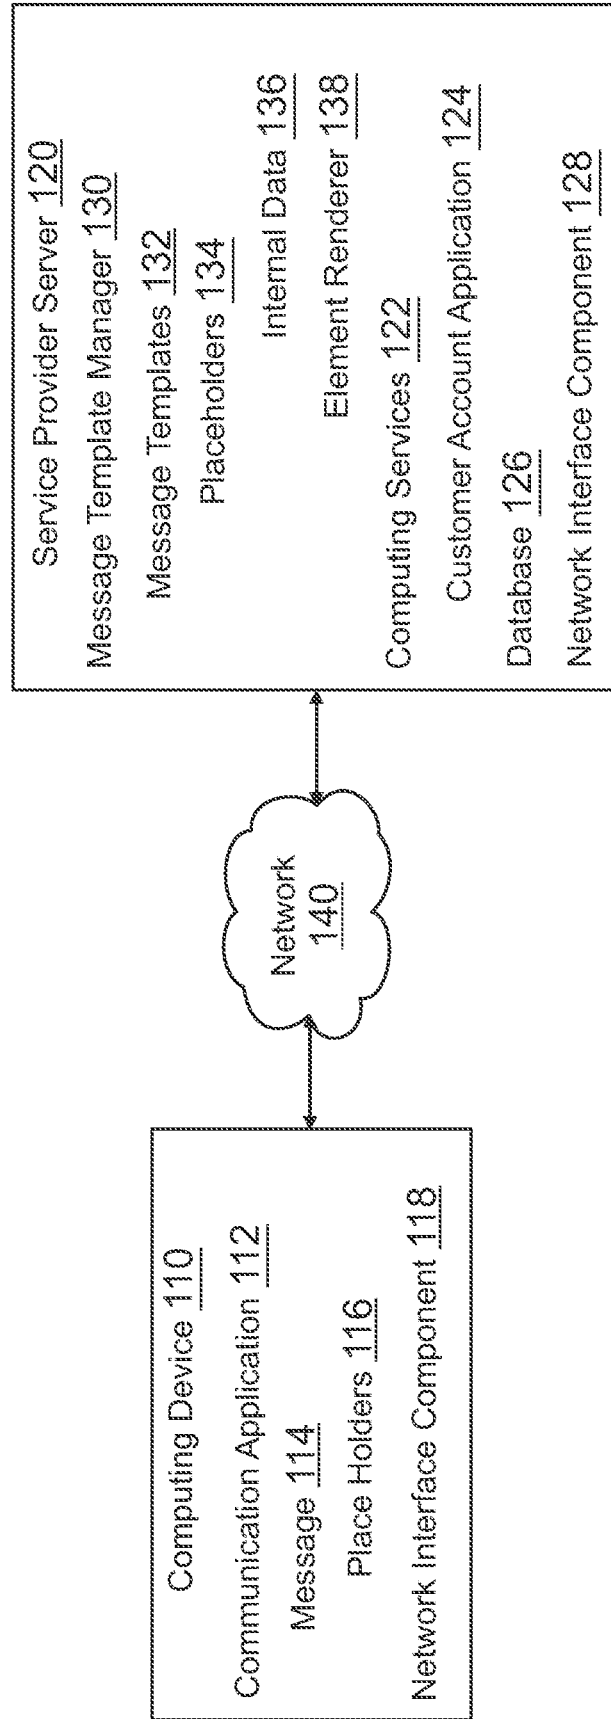 Computing Device 110
Communication Application 112
Message 114
Place Holders 116
Network Interface Component 118
Network
140
Service Provider Server 120
Message Template Manager 130
Message Templates 132
Placeholders 134
Internal Data 136
Element Renderer 138
Computing Services 122
Customer Account Application 124
Database 126
Network Interface Component 128